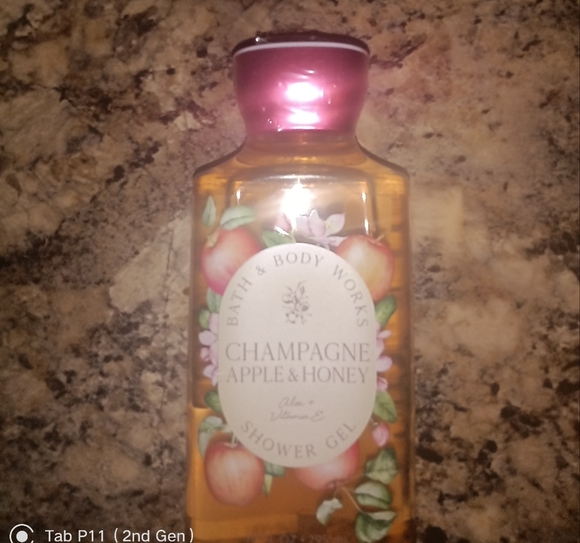 BATH & BODY WORKS
CHAMPAGNE
APPLE & HONEY
Aloe +
Vitamin E
SHOWER GEL
Tab P11 (2nd Gen)